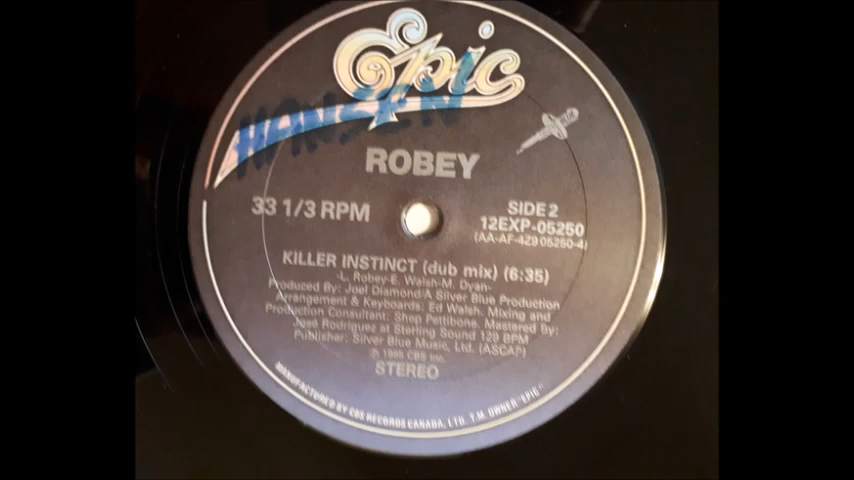 Epic
HANSEN
ROBEY
33 1/3 RPM
SIDE 2
12EXP-05250
(AA-AF-4Z9 05250-4)
KILLER INSTINCT (dub mix) (6:35)
-L. Robey-E. Walsh-M. Dyan-
Produced By: Joel Diamond/A Silver Blue Production
Arrangement & Keyboards: Ed Walsh. Mixing and
Production Consultant: Shep Pettibone. Mastered by:
José Rodriguez at Sterling Sound 129 BPM
Publisher: Silver Blue Music, Ltd. (ASCAP)
℗ 1985 CBS Inc.
STEREO
MANUFACTURED BY CBS RECORDS CANADA, LTD. T.M. OWNER "EPIC"